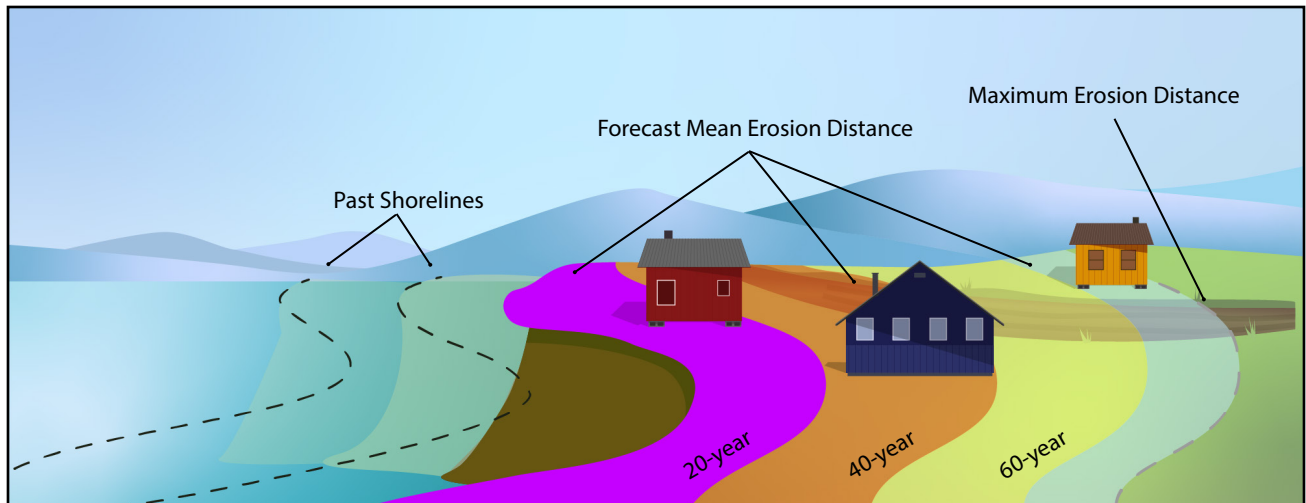 Maximum Erosion Distance
Forecast Mean Erosion Distance
Past Shorelines
20-year
40-year
60-year